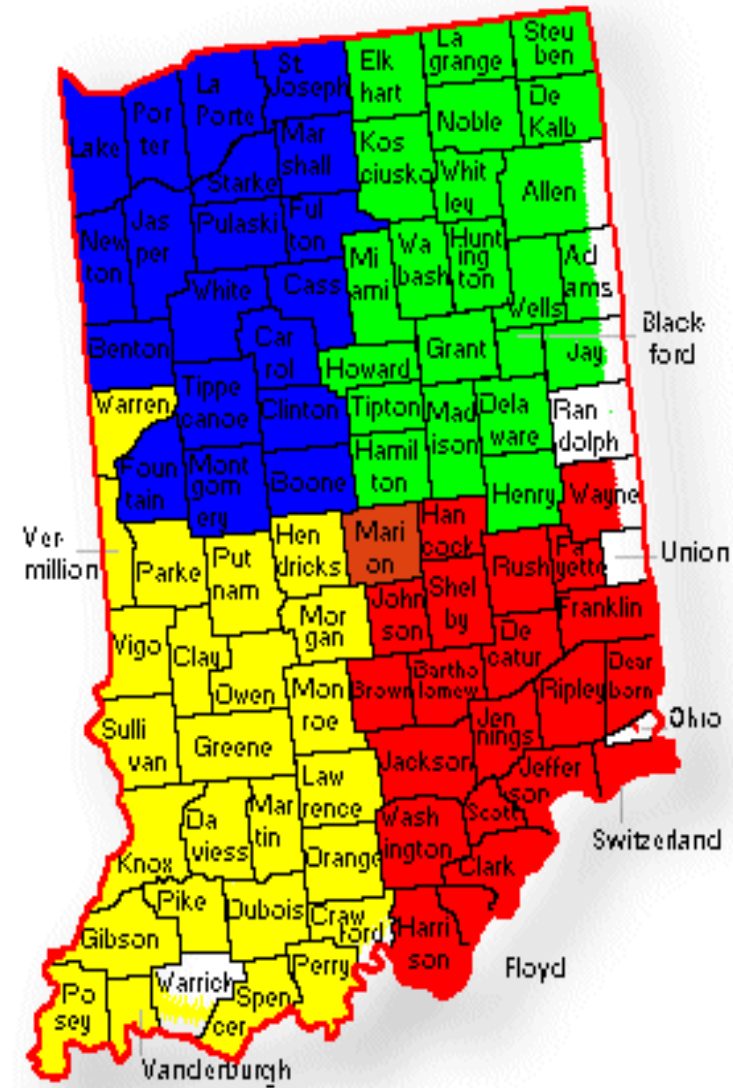 La
grange
Steu
ben
Elk
hart
St.
Joseph
La
Porte
Por
ter
Lake
De
Kalb
Noble
Kos
ciusko
Mar
shall
Starke
Whit
ley
Allen
New
ton
Jas
per
Pulaski
Ful
ton
Mi
ami
Wa
bash
Hunt
ing
ton
Wells
Ad
ams
White
Cass
Black-
ford
Benton
Car
rol
Howard
Grant
Jay
Warren
Tippe
canoe
Clinton
Tipton
Mad
ison
Dela
ware
Ran
dolph
Hamil
ton
Foun
tain
Mont
gom
ery
Boone
Henry
Wayne
Ver-
million
Parke
Put
nam
Hen
dricks
Mari
on
Han
cock
Rush
Fa
yette
Union
Shel
by
John
son
Franklin
Mor
gan
Vigo
Clay
Owen
De
catur
Mon
roe
Brown
Bartho
lomew
Ripley
Dear
born
Ohio
Sulli
van
Greene
Jen
nings
Jackson
Jeffer
son
Law
rence
Switzerland
Knox
Da
viess
Mar
tin
Orange
Wash
ington
Scott
Clark
Pike
Dubois
Craw
ford
Harri
son
Floyd
Gibson
Warrick
Perry
Spen
cer
Po
sey
Vanderburgh